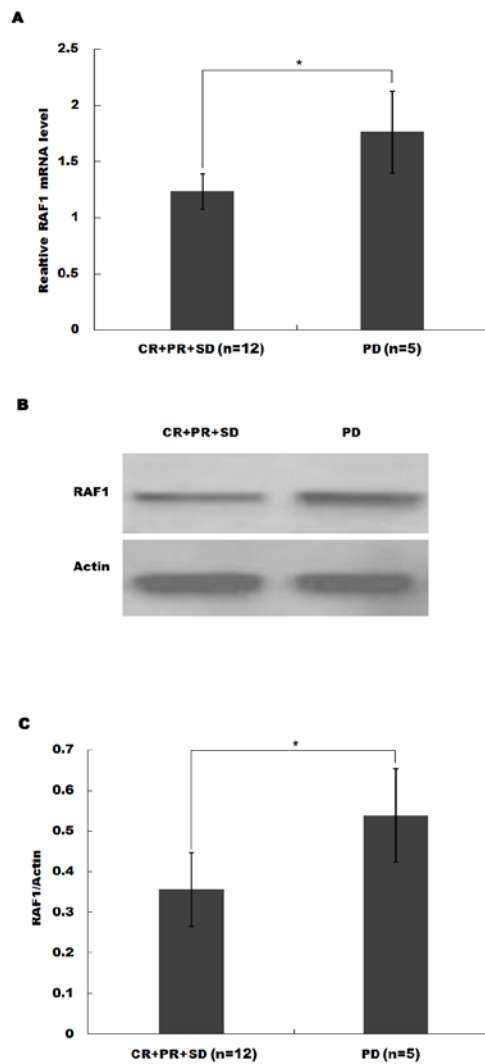 A
2.5
*
2
1.5
1
0.5
0
Realtive RAF1 mRNA level
CR+PR+SD (n=12) PD (n=5)
B
CR+PR+SD PD
RAF1
Actin
C
0.7
*
0.6
0.5
0.4
0.3
0.2
0.1
0
RAF1/Actin
CR+PR+SD (n=12) PD (n=5)